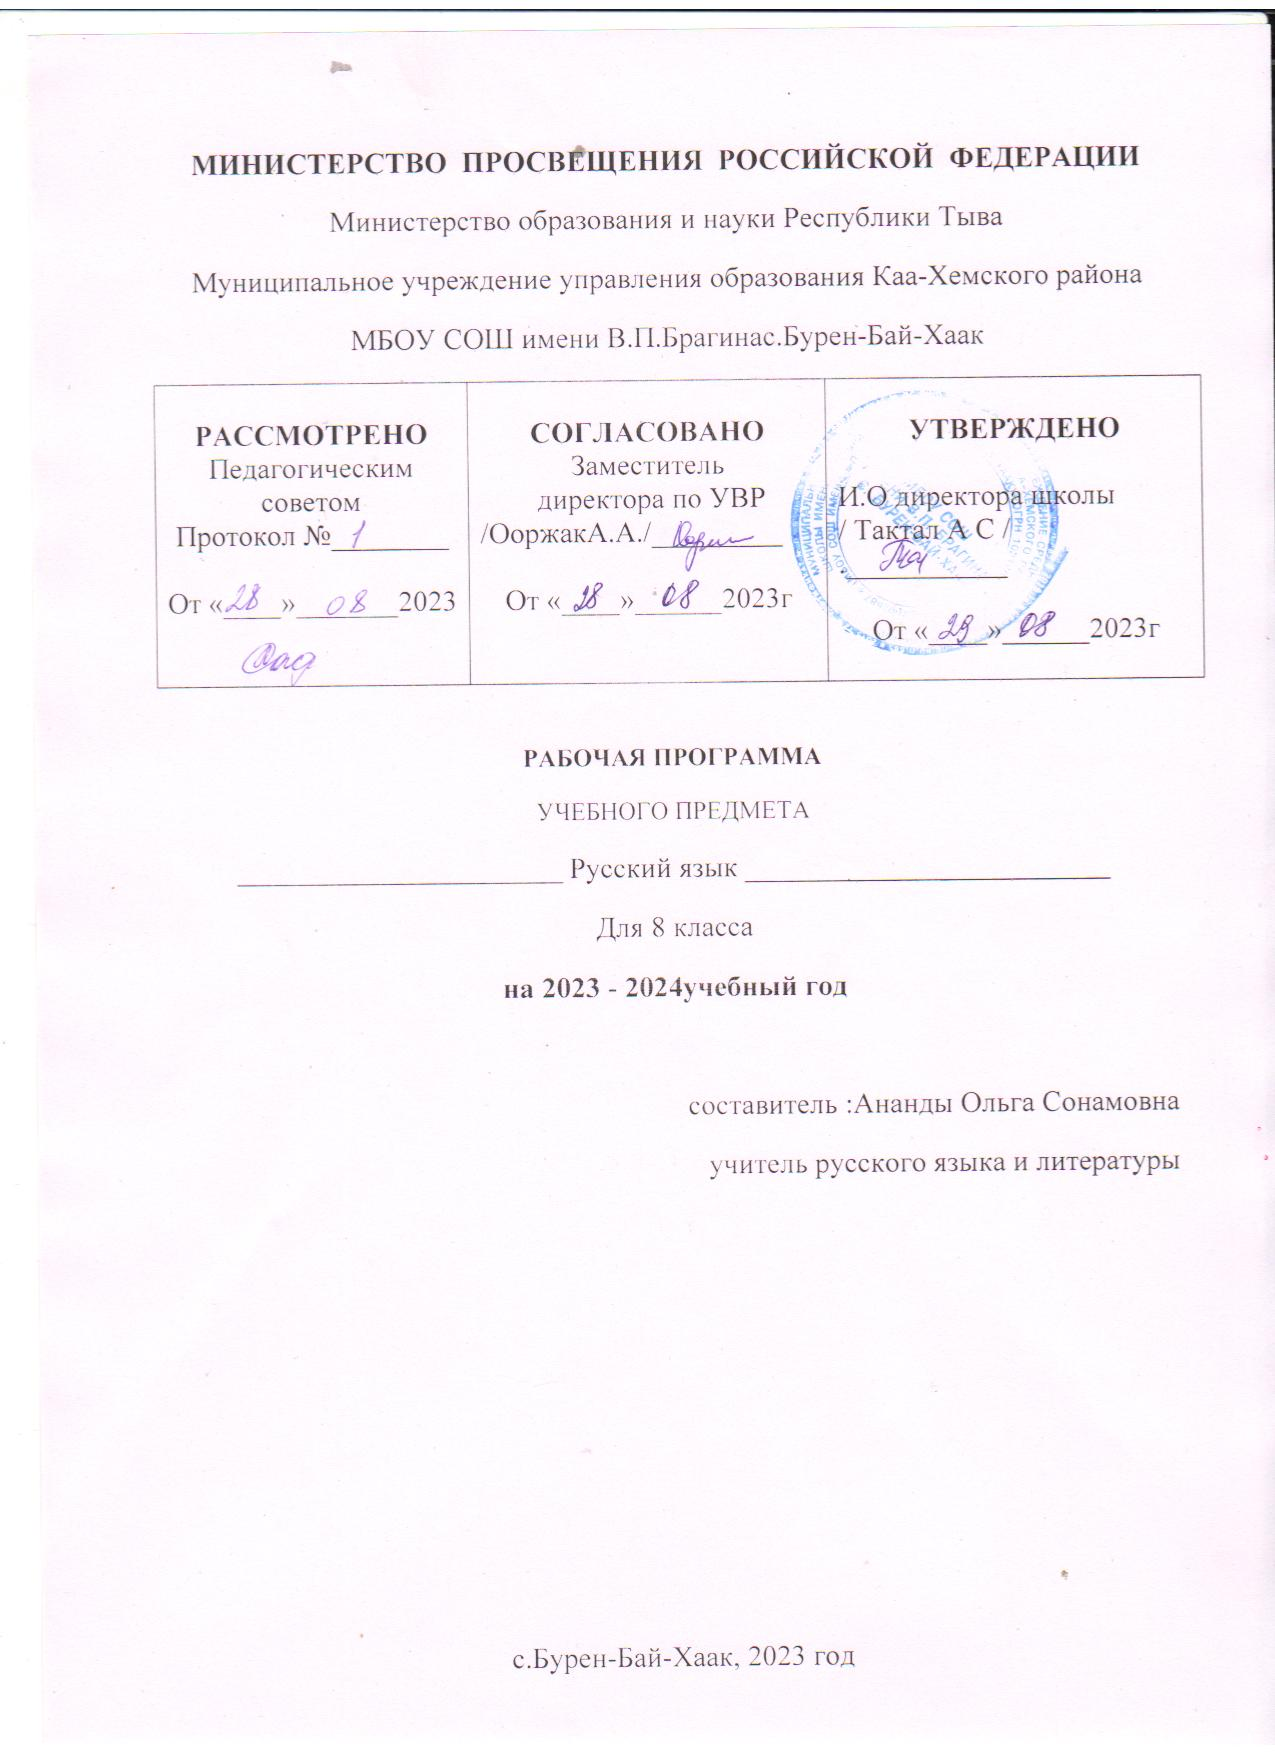 МИНИСТЕРСТВО ПРОСВЕЩЕНИЯ РОССИЙСКОЙ ФЕДЕРАЦИИ
Министерство образования и науки Республики Тыва
Муниципальное учреждение управления образования Каа-Хемского района
МБОУ СОШ имени В.П.Брагинас.Бурен-Бай-Хаак
РАССМОТРЕНО
Педагогическим
советом
Протокол № 1
От «28» 08 2023
СОГЛАСОВАНО
Заместитель
директора по УВР
/ООржакА.А./
От «28» 08 2023г
УТВЕРЖДЕНО
И.О директора школы
/ Тактал А С /
От «29» 08 2023г
РАБОЧАЯ ПРОГРАММА
УЧЕБНОГО ПРЕДМЕТА
Русский язык
Для 8 класса
на 2023 - 2024учебный год
составитель :Ананды Ольга Сонамовна
учитель русского языка и литературы
с.Бурен-Бай-Хаак, 2023 год